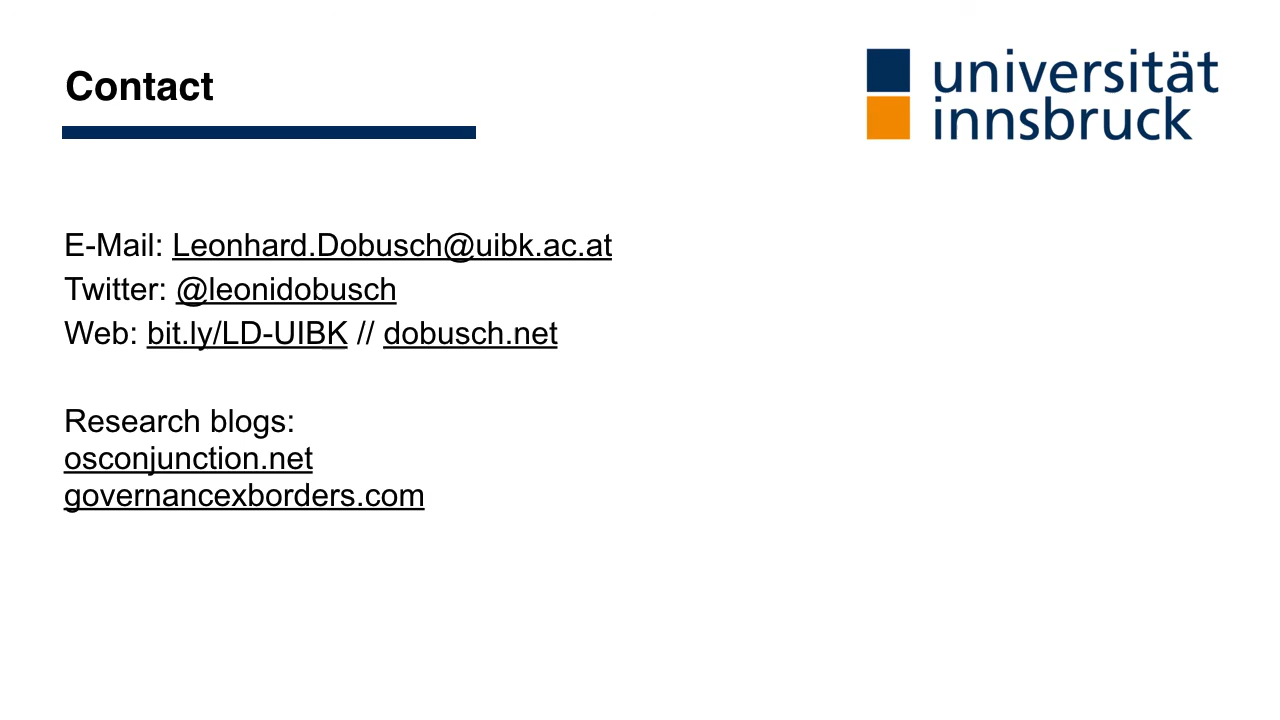 Contact
universität
innsbruck
E-Mail: Leonhard.Dobusch@uibk.ac.at
Twitter: @leonidobusch
Web: bit.ly/LD-UIBK // dobusch.net
Research blogs:
osconjunction.net
governancexborders.com